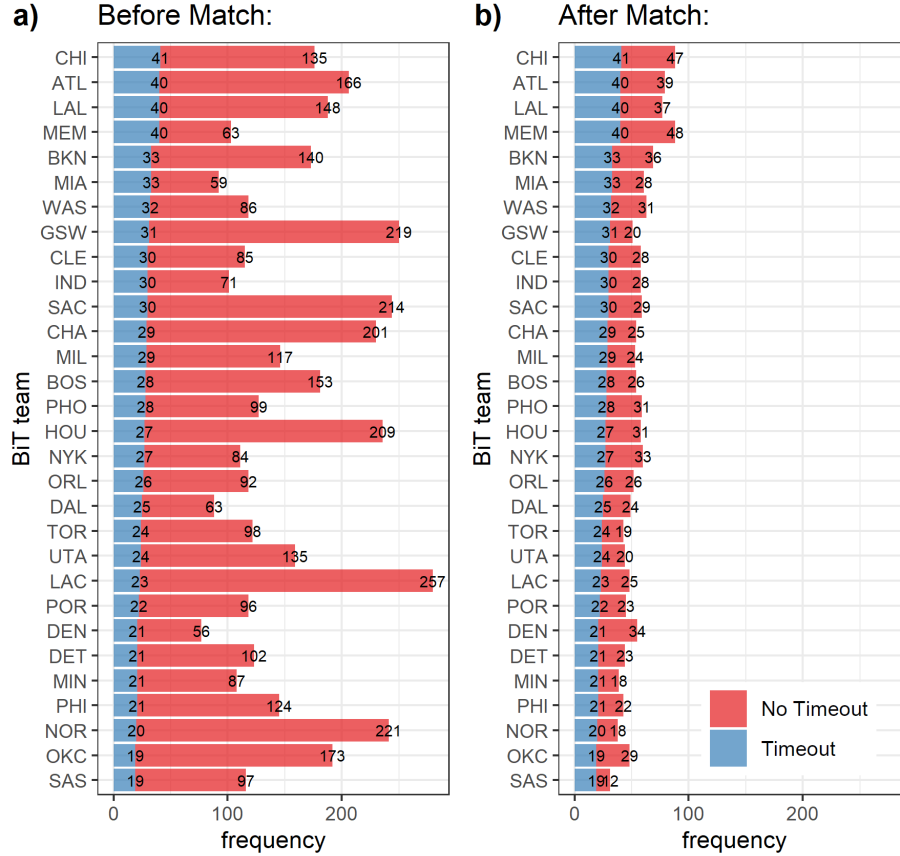 a) Before Match:
BiT team
CHI 41 135
ATL 40 166
LAL 40 148
MEM 40 63
BKN 33 140
MIA 33 59
WAS 32 86
GSW 31 219
CLE 30 85
IND 30 71
SAC 30 214
CHA 29 201
MIL 29 117
BOS 28 153
PHO 28 99
HOU 27 209
NYK 27 84
ORL 26 92
DAL 25 63
TOR 24 98
UTA 24 135
LAC 23 257
POR 22 96
DEN 21 56
DET 21 102
MIN 21 87
PHI 21 124
NOR 20 221
OKC 19 173
SAS 19 97
0 100 200
frequency
b) After Match:
BiT team
CHI 41 47
ATL 40 39
LAL 40 37
MEM 40 48
BKN 33 36
MIA 33 28
WAS 32 31
GSW 31 20
CLE 30 28
IND 30 28
SAC 30 29
CHA 29 25
MIL 29 24
BOS 28 26
PHO 28 31
HOU 27 31
NYK 27 33
ORL 26 26
DAL 25 24
TOR 24 19
UTA 24 20
LAC 23 25
POR 22 23
DEN 21 34
DET 21 23
MIN 21 18
PHI 21 22
NOR 20 18
OKC 19 29
SAS 19 12
0 100 200
frequency
No Timeout
Timeout